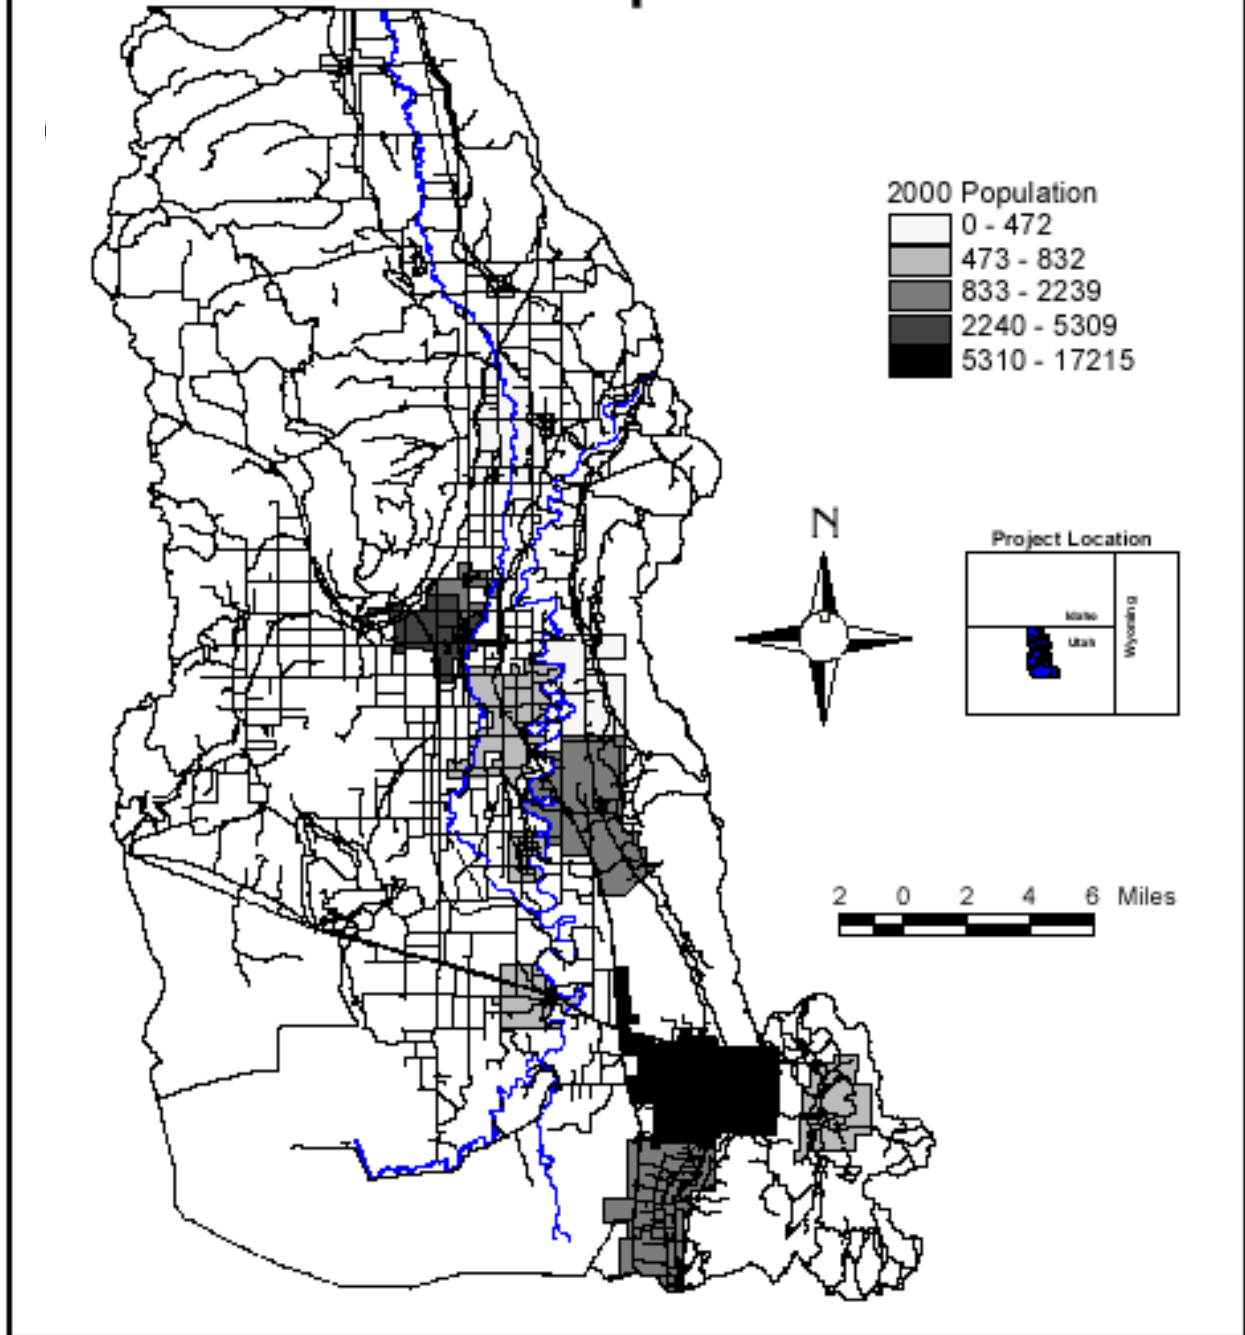 2000 Population
0 - 472
473 - 832
833 - 2239
2240 - 5309
5310 - 17215
N
Project Location
Idaho
Utah
Wyoming
2 0 2 4 6 Miles